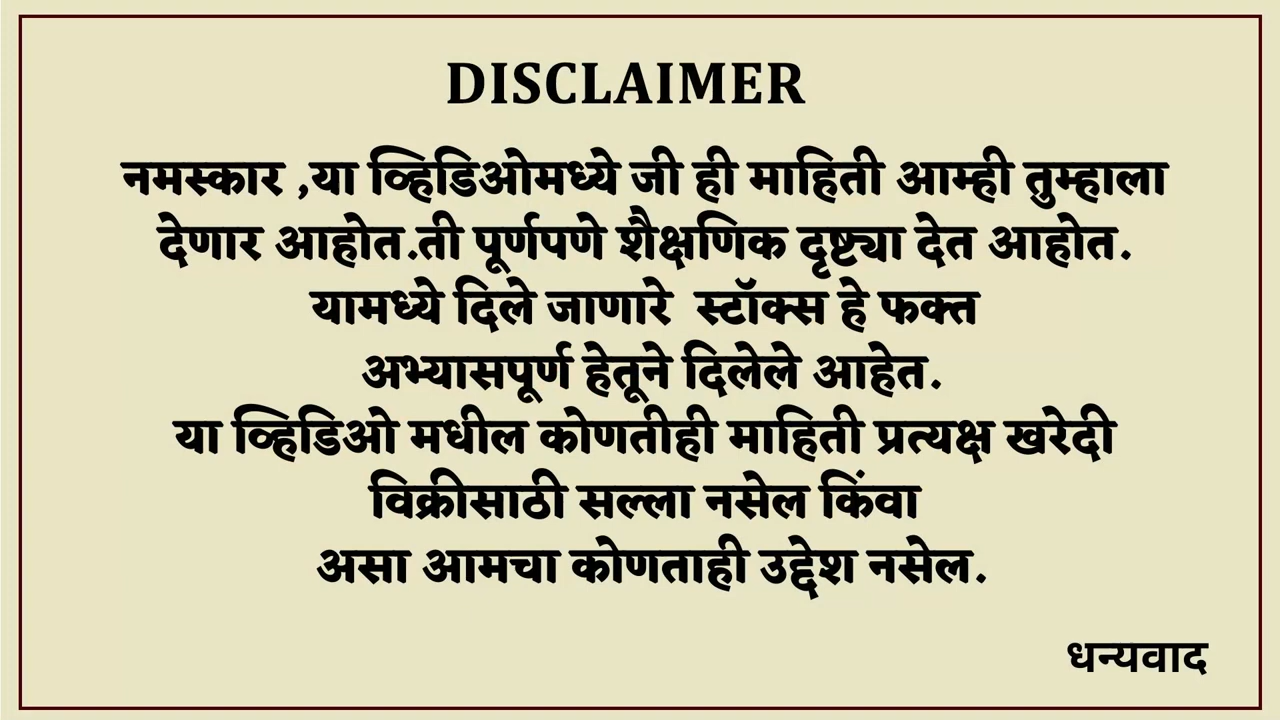 DISCLAIMER
नमस्कार ,या व्हिडिओमध्ये जी ही माहिती आम्ही तुम्हाला
देणार आहोत.ती पूर्णपणे शैक्षणिक दृष्ट्या देत आहोत.
यामध्ये दिले जाणारे स्टॉक्स हे फक्त
अभ्यासपूर्ण हेतूने दिलेले आहेत.
या व्हिडिओ मधील कोणतीही माहिती प्रत्यक्ष खरेदी
विक्रीसाठी सल्ला नसेल किंवा
असा आमचा कोणताही उद्देश नसेल.
धन्यवाद